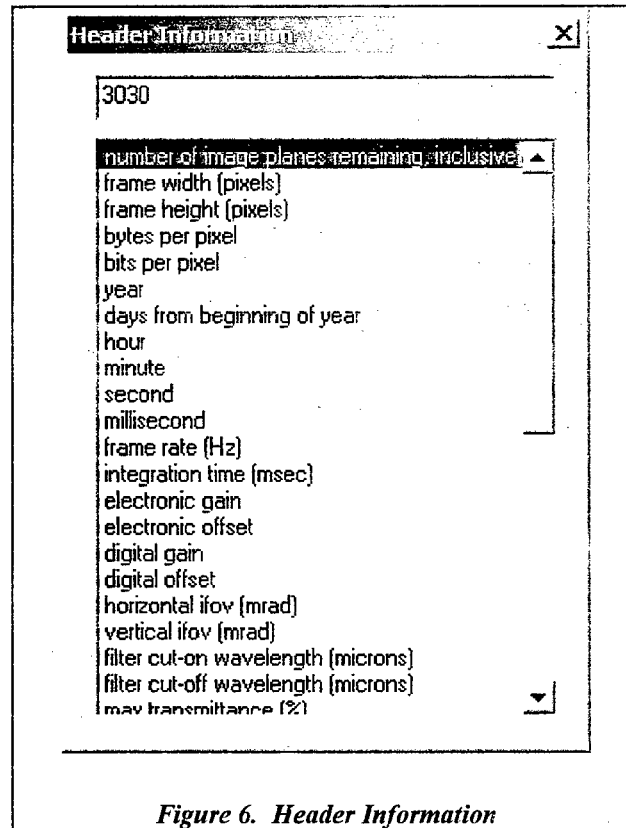 Header Information
3030
number of image planes remaining, inclusive
frame width (pixels)
frame height (pixels)
bytes per pixel
bits per pixel
year
days from beginning of year
hour
minute
second
millisecond
frame rate (Hz)
integration time (msec)
electronic gain
electronic offset
digital gain
digital offset
horizontal ifov (mrad)
vertical ifov (mrad)
filter cut-on wavelength (microns)
filter cut-off wavelength (microns)
max transmittance (%)
Figure 6. Header Information